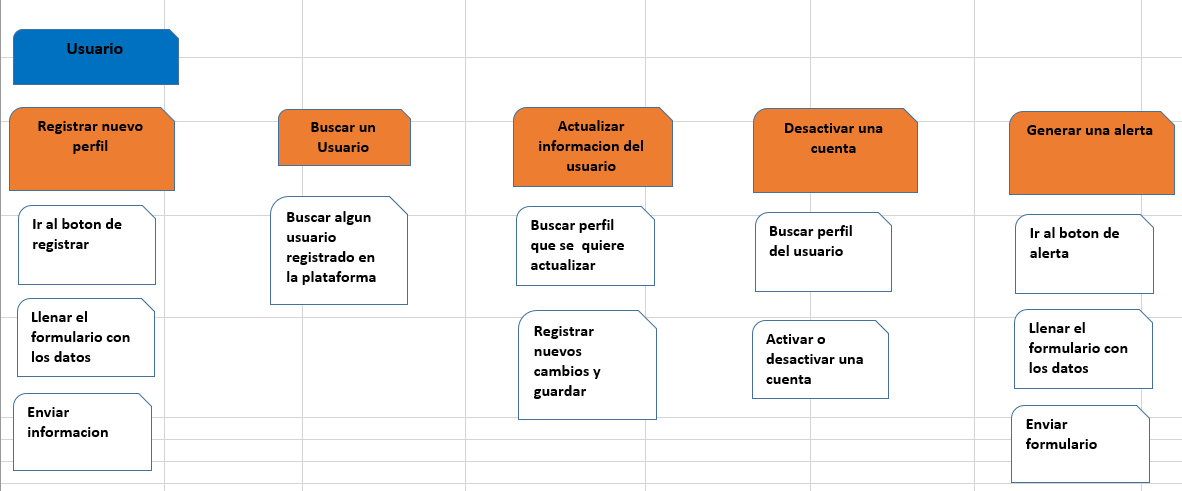 Usuario
Registrar nuevo
perfil
Buscar un
Usuario
Actualizar
informacion del
usuario
Desactivar una
cuenta
Generar una alerta
Ir al boton de
registrar
Buscar algun
usuario
registrado en
la plataforma
Buscar perfil
que se quiere
actualizar
Buscar perfil
del usuario
Ir al boton de
alerta
Llenar el
formulario con
los datos
Registrar
nuevos
cambios y
guardar
Activar o
desactivar una
cuenta
Llenar el
formulario con
los datos
Enviar
informacion
Enviar
formulario